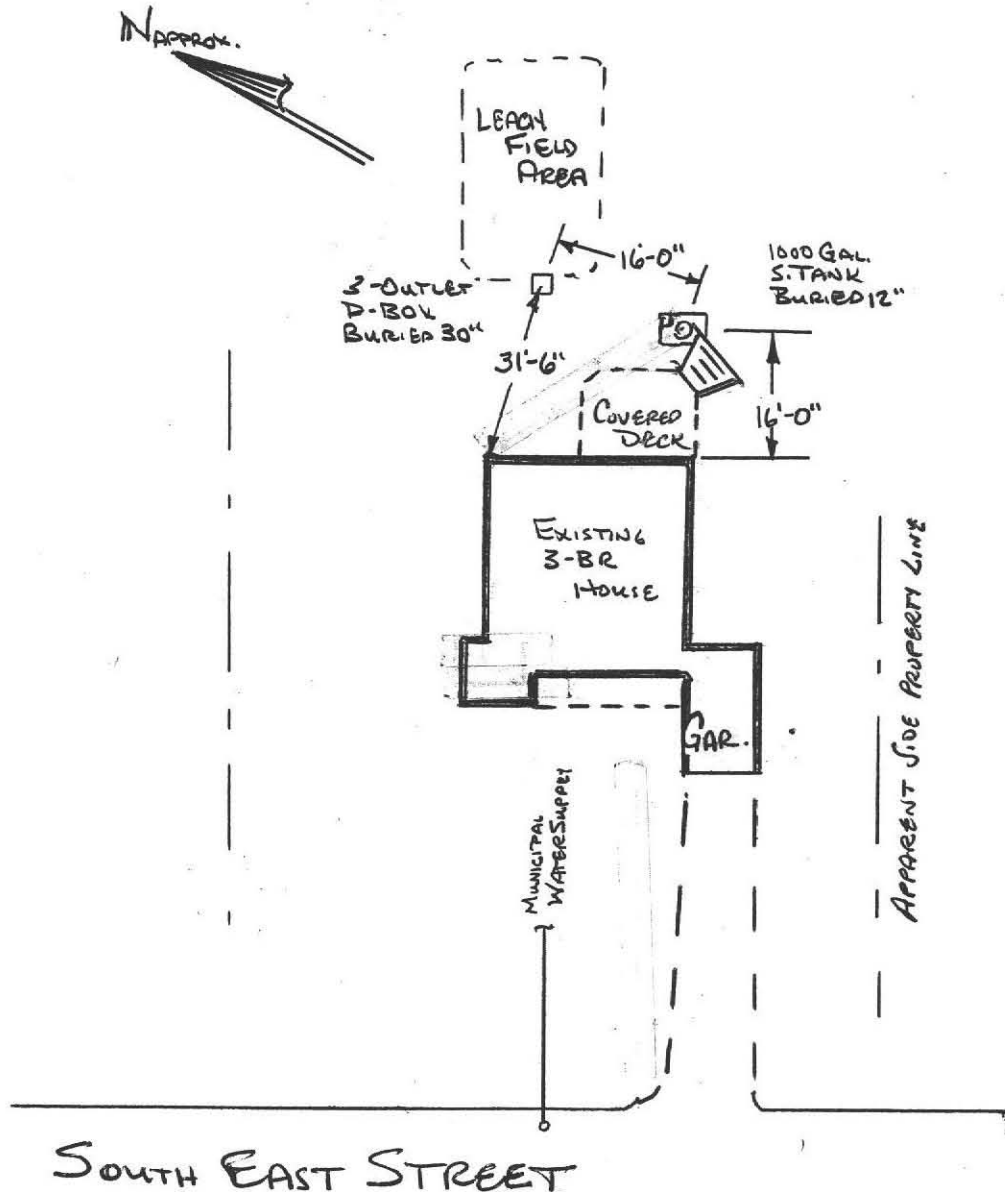 N APPROX.
LEACH
FIELD
AREA
16'-0"
1000 GAL.
S. TANK
BURIED 12"
3-OUTLET
D-BOX
BURIED 30"
31'-6"
COVERED
DECK
16'-0"
EXISTING
3-BR
HOUSE
GAR.
APPARENT SIDE PROPERTY LINE
MUNICIPAL
WATER SUPPLY
SOUTH EAST STREET